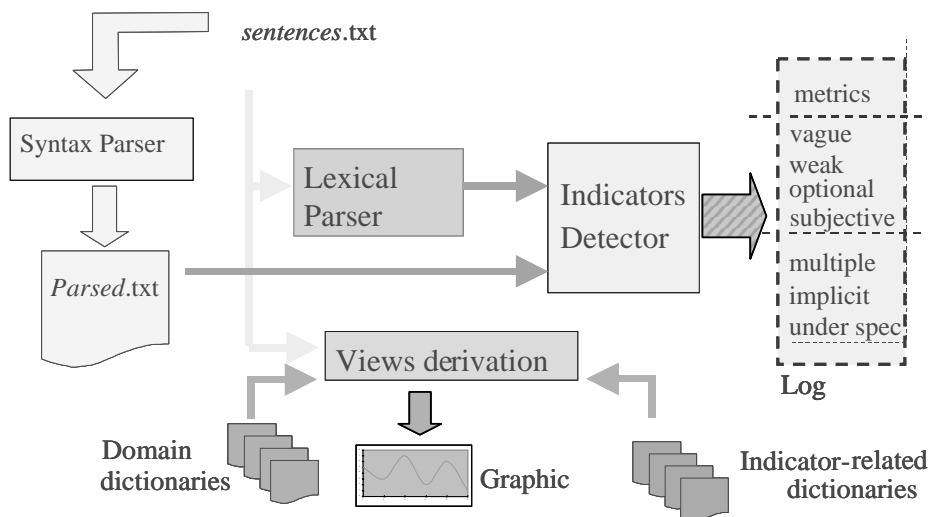 sentences.txt
Syntax Parser
Parsed.txt
Lexical
Parser
Indicators
Detector
metrics
vague
weak
optional
subjective
multiple
implicit
under spec
Log
Views derivation
Domain
dictionaries
Graphic
Indicator-related
dictionaries